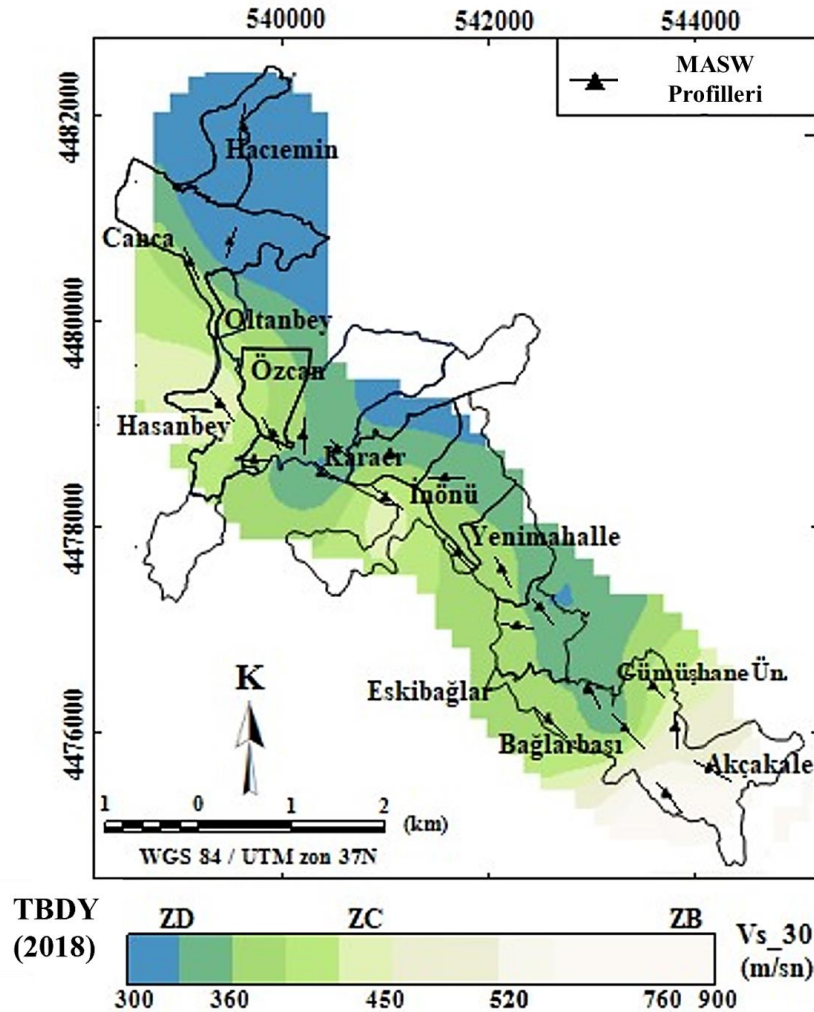 540000 542000 544000
MASW
Profilleri
4482000
Hacıemin
Canca
4480000
Oltanbey
Özcan
Hasanbey
Karaer
İnönü
4478000
Yenimahalle
K
Gümüşhane Ün.
Eskibağlar
4476000
Bağlarbaşı
Akçakale
1 0 1 2 (km)
WGS 84 / UTM zon 37N
TBDY
(2018)
ZD ZC ZB
Vs_30
(m/sn)
300 360 450 520 760 900